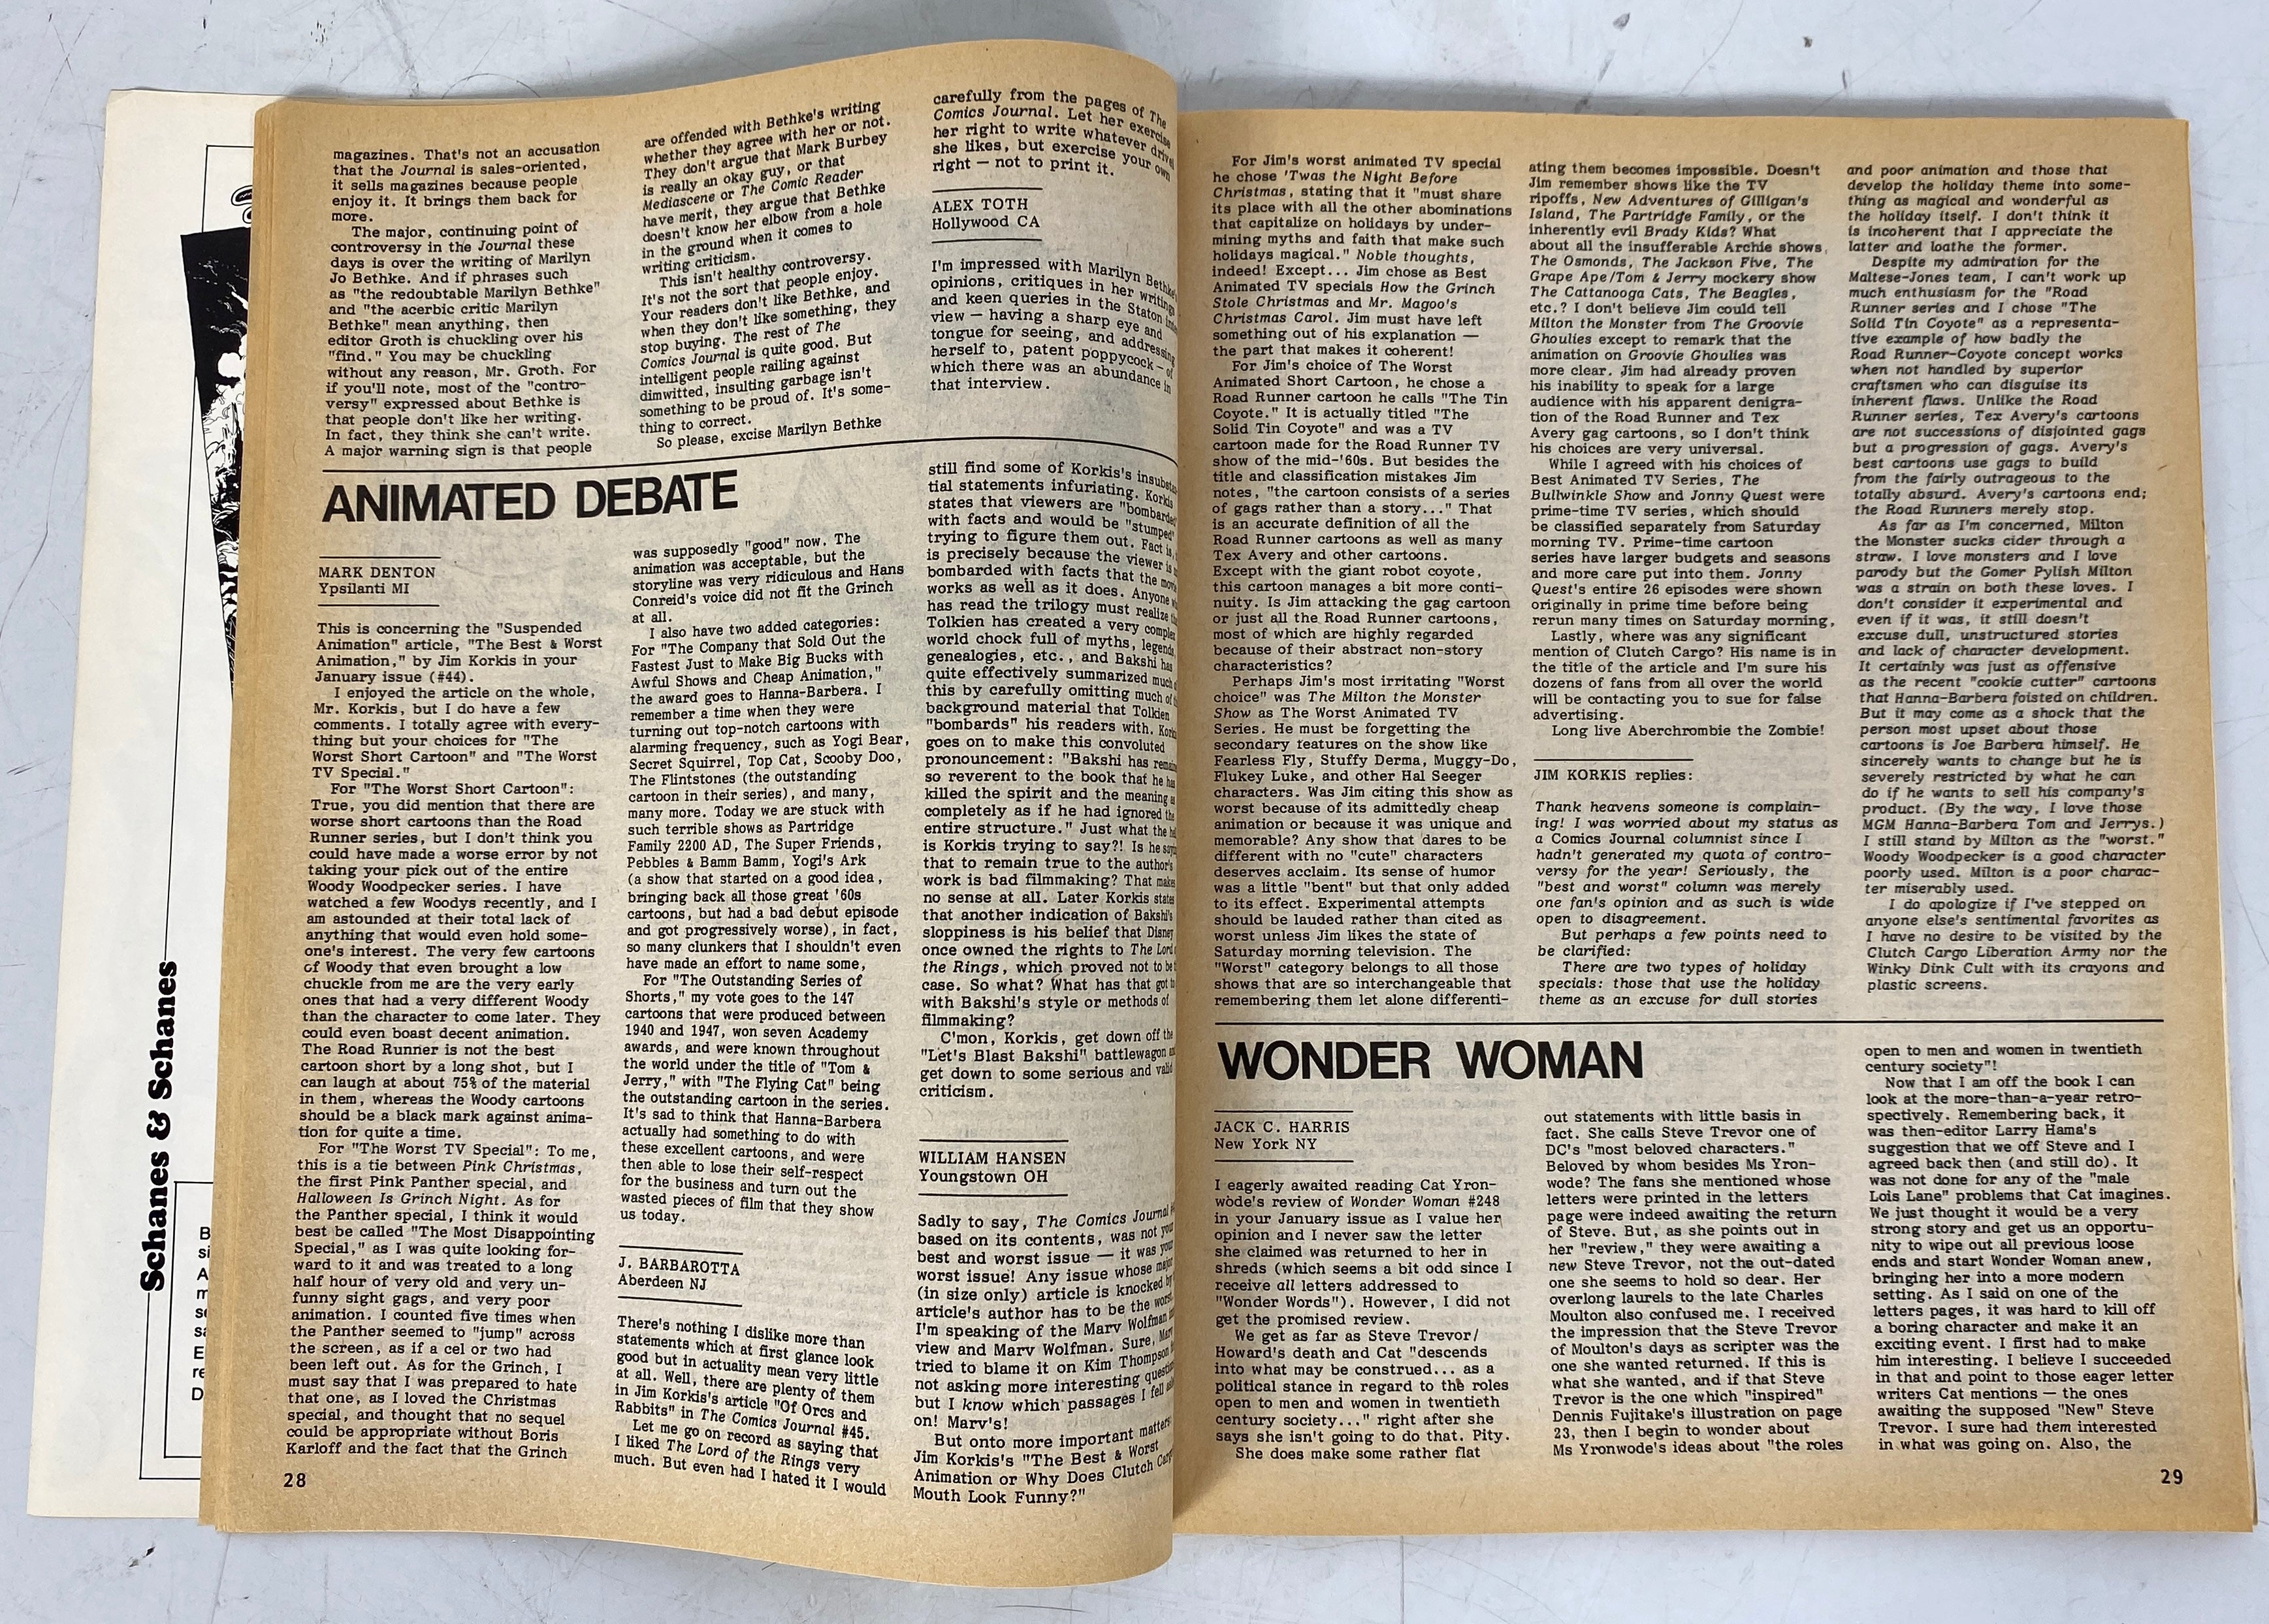 Schanes & Schanes
magazines. That's not an accusation
that the Journal is sales-oriented,
it sells magazines because people
enjoy it. It brings them back for
more.
The major, continuing point of
controversy in the Journal these
days is over the writing of Marilyn
Jo Bethke. And if phrases such
as "the redoubtable Marilyn Bethke"
and "the acerbic critic Marilyn
Bethke" mean anything, then
editor Groth is chuckling over his
"find." You may be chuckling
without any reason, Mr. Groth. For
if you'll note, most of the "contro-
versy" expressed about Bethke is
that people don't like her writing.
In fact, they think she can't write.
A major warning sign is that people
are offended with Bethke's writing
whether they agree with her or not.
They don't argue that Mark Burbey
is really an okay guy, or that
Mediascene or The Comic Reader
have merit, they argue that Bethke
doesn't know her elbow from a hole
in the ground when it comes to
writing criticism.
This isn't healthy controversy.
It's not the sort that people enjoy.
Your readers don't like Bethke, and
when they don't like something, they
stop buying. The rest of The
Comics Journal is quite good. But
intelligent people railing against
dimwitted, insulting garbage isn't
something to be proud of. It's some-
thing to correct.
So please, excise Marilyn Bethke
carefully from the pages of The
Comics Journal. Let her exercise
her right to write whatever drivel
she likes, but exercise your own
right — not to print it.
ALEX TOTH
Hollywood CA
I'm impressed with Marilyn Bethke's
opinions, critiques in her writings
and keen queries in the Staton inter-
view — having a sharp eye and
tongue for seeing, and addressing
herself to, patent poppycock — of
which there was an abundance in
that interview.
ANIMATED DEBATE
MARK DENTON
Ypsilanti MI
This is concerning the "Suspended
Animation" article, "The Best & Worst
Animation," by Jim Korkis in your
January issue (#44).
I enjoyed the article on the whole,
Mr. Korkis, but I do have a few
comments. I totally agree with every-
thing but your choices for "The
Worst Short Cartoon" and "The Worst
TV Special."
For "The Worst Short Cartoon":
True, you did mention that there are
worse short cartoons than the Road
Runner series, but I don't think you
could have made a worse error by not
taking your pick out of the entire
Woody Woodpecker series. I have
watched a few Woodys recently, and I
am astounded at their total lack of
anything that would even hold some-
one's interest. The very few cartoons
of Woody that even brought a low
chuckle from me are the very early
ones that had a very different Woody
than the character to come later. They
could even boast decent animation.
The Road Runner is not the best
cartoon short by a long shot, but I
can laugh at about 75% of the material
in them, whereas the Woody cartoons
should be a black mark against anima-
tion for quite a time.
For "The Worst TV Special": To me,
this is a tie between Pink Christmas,
the first Pink Panther special, and
Halloween Is Grinch Night. As for
the Panther special, I think it would
best be called "The Most Disappointing
Special," as I was quite looking for-
ward to it and was treated to a long
half hour of very old and very un-
funny sight gags, and very poor
animation. I counted five times when
the Panther seemed to "jump" across
the screen, as if a cel or two had
been left out. As for the Grinch, I
must say that I was prepared to hate
that one, as I loved the Christmas
special, and thought that no sequel
could be appropriate without Boris
Karloff and the fact that the Grinch
was supposedly "good" now. The
animation was acceptable, but the
storyline was very ridiculous and Hans
Conreid's voice did not fit the Grinch
at all.
I also have two added categories:
For "The Company that Sold Out the
Fastest Just to Make Big Bucks with
Awful Shows and Cheap Animation,"
the award goes to Hanna-Barbera. I
remember a time when they were
turning out top-notch cartoons with
alarming frequency, such as Yogi Bear,
Secret Squirrel, Top Cat, Scooby Doo,
The Flintstones (the outstanding
cartoon in their series), and many,
many more. Today we are stuck with
such terrible shows as Partridge
Family 2200 AD, The Super Friends,
Pebbles & Bamm Bamm, Yogi's Ark
(a show that started on a good idea,
bringing back all those great '60s
cartoons, but had a bad debut episode
and got progressively worse), in fact,
so many clunkers that I shouldn't even
have made an effort to name some,
For "The Outstanding Series of
Shorts," my vote goes to the 147
cartoons that were produced between
1940 and 1947, won seven Academy
awards, and were known throughout
the world under the title of "Tom &
Jerry," with "The Flying Cat" being
the outstanding cartoon in the series.
It's sad to think that Hanna-Barbera
actually had something to do with
these excellent cartoons, and were
then able to lose their self-respect
for the business and turn out the
wasted pieces of film that they show
us today.
J. BARBAROTTA
Aberdeen NJ
There's nothing I dislike more than
statements which at first glance look
good but in actuality mean very little
at all. Well, there are plenty of them
in Jim Korkis's article "Of Orcs and
Rabbits" in The Comics Journal #45.
Let me go on record as saying that
I liked The Lord of the Rings very
much. But even had I hated it I would
still find some of Korkis's insubstan-
tial statements infuriating. Korkis
states that viewers are "bombarded"
with facts and would be "stumped"
trying to figure them out. Fact is,
is precisely because the viewer is
bombarded with facts that the movie
works as well as it does. Anyone
has read the trilogy must realize
Tolkien has created a very complex
world chock full of myths, legends,
genealogies, etc., and Bakshi has
quite effectively summarized much
this by carefully omitting much of
background material that Tolkien
"bombards" his readers with. Korkis
goes on to make this convoluted
pronouncement: "Bakshi has remained
so reverent to the book that he has
killed the spirit and the meaning
completely as if he had ignored the
entire structure." Just what the
is Korkis trying to say?! Is he saying
that to remain true to the author's
work is bad filmmaking? That makes
no sense at all. Later Korkis states
that another indication of Bakshi's
sloppiness is his belief that Disney
once owned the rights to The Lord of
the Rings, which proved not to be
case. So what? What has that got to
with Bakshi's style or methods of
filmmaking?
C'mon, Korkis, get down off the
"Let's Blast Bakshi" battlewagon and
get down to some serious and valid
criticism.
WILLIAM HANSEN
Youngstown OH
Sadly to say, The Comics Journal
based on its contents, was not your
best and worst issue — it was your
worst issue! Any issue whose major
(in size only) article is knocked by
article's author has to be the worst.
I'm speaking of the Marv Wolfman
view and Marv Wolfman. Sure, Marv
tried to blame it on Kim Thompson
not asking more interesting questions
but I know which passages I fell
on! Marv's!
But onto more important matters:
Jim Korkis's "The Best & Worst
Animation or Why Does Clutch Cargo's
Mouth Look Funny?"
28
For Jim's worst animated TV special
he chose 'Twas the Night Before
Christmas, stating that it "must share
its place with all the other abominations
that capitalize on holidays by under-
mining myths and faith that make such
holidays magical." Noble thoughts,
indeed! Except... Jim chose as Best
Animated TV specials How the Grinch
Stole Christmas and Mr. Magoo's
Christmas Carol. Jim must have left
something out of his explanation —
the part that makes it coherent!
For Jim's choice of The Worst
Animated Short Cartoon, he chose a
Road Runner cartoon he calls "The Tin
Coyote." It is actually titled "The
Solid Tin Coyote" and was a TV
cartoon made for the Road Runner TV
show of the mid-'60s. But besides the
title and classification mistakes Jim
notes, "the cartoon consists of a series
of gags rather than a story..." That
is an accurate definition of all the
Road Runner cartoons as well as many
Tex Avery and other cartoons.
Except with the giant robot coyote,
this cartoon manages a bit more conti-
nuity. Is Jim attacking the gag cartoon
or just all the Road Runner cartoons,
most of which are highly regarded
because of their abstract non-story
characteristics?
Perhaps Jim's most irritating "Worst
choice" was The Milton the Monster
Show as The Worst Animated TV
Series. He must be forgetting the
secondary features on the show like
Fearless Fly, Stuffy Derma, Muggy-Do,
Flukey Luke, and other Hal Seeger
characters. Was Jim citing this show as
worst because of its admittedly cheap
animation or because it was unique and
memorable? Any show that dares to be
different with no "cute" characters
deserves acclaim. Its sense of humor
was a little "bent" but that only added
to its effect. Experimental attempts
should be lauded rather than cited as
worst unless Jim likes the state of
Saturday morning television. The
"Worst" category belongs to all those
shows that are so interchangeable that
remembering them let alone differenti-
ating them becomes impossible. Doesn't
Jim remember shows like the TV
ripoffs, New Adventures of Gilligan's
Island, The Partridge Family, or the
inherently evil Brady Kids? What
about all the insufferable Archie shows,
The Osmonds, The Jackson Five, The
Grape Ape/Tom & Jerry mockery show
The Cattanooga Cats, The Beagles,
etc.? I don't believe Jim could tell
Milton the Monster from The Groovie
Ghoulies except to remark that the
animation on Groovie Ghoulies was
more clear. Jim had already proven
his inability to speak for a large
audience with his apparent denigra-
tion of the Road Runner and Tex
Avery gag cartoons, so I don't think
his choices are very universal.
While I agreed with his choices of
Best Animated TV Series, The
Bullwinkle Show and Jonny Quest were
prime-time TV series, which should
be classified separately from Saturday
morning TV. Prime-time cartoon
series have larger budgets and seasons
and more care put into them. Jonny
Quest's entire 26 episodes were shown
originally in prime time before being
rerun many times on Saturday morning,
Lastly, where was any significant
mention of Clutch Cargo? His name is in
the title of the article and I'm sure his
dozens of fans from all over the world
will be contacting you to sue for false
advertising.
Long live Aberchrombie the Zombie!
JIM KORKIS replies:
Thank heavens someone is complain-
ing! I was worried about my status as
a Comics Journal columnist since I
hadn't generated my quota of contro-
versy for the year! Seriously, the
"best and worst" column was merely
one fan's opinion and as such is wide
open to disagreement.
But perhaps a few points need to
be clarified:
There are two types of holiday
specials: those that use the holiday
theme as an excuse for dull stories
and poor animation and those that
develop the holiday theme into some-
thing as magical and wonderful as
the holiday itself. I don't think it
is incoherent that I appreciate the
latter and loathe the former.
Despite my admiration for the
Maltese-Jones team, I can't work up
much enthusiasm for the "Road
Runner series and I chose "The
Solid Tin Coyote" as a representa-
tive example of how badly the
Road Runner-Coyote concept works
when not handled by superior
craftsmen who can disguise its
inherent flaws. Unlike the Road
Runner series, Tex Avery's cartoons
are not successions of disjointed gags
but a progression of gags. Avery's
best cartoons use gags to build
from the fairly outrageous to the
totally absurd. Avery's cartoons end;
the Road Runners merely stop.
As far as I'm concerned, Milton
the Monster sucks cider through a
straw. I love monsters and I love
parody but the Gomer Pylish Milton
was a strain on both these loves. I
don't consider it experimental and
even if it was, it still doesn't
excuse dull, unstructured stories
and lack of character development.
It certainly was just as offensive
as the recent "cookie cutter" cartoons
that Hanna-Barbera foisted on children.
But it may come as a shock that the
person most upset about those
cartoons is Joe Barbera himself. He
sincerely wants to change but he is
severely restricted by what he can
do if he wants to sell his company's
product. (By the way, I love those
MGM Hanna-Barbera Tom and Jerrys.)
I still stand by Milton as the "worst."
Woody Woodpecker is a good character
poorly used. Milton is a poor charac-
ter miserably used.
I do apologize if I've stepped on
anyone else's sentimental favorites as
I have no desire to be visited by the
Clutch Cargo Liberation Army nor the
Winky Dink Cult with its crayons and
plastic screens.
WONDER WOMAN
JACK C. HARRIS
New York NY
I eagerly awaited reading Cat Yron-
wode's review of Wonder Woman #248
in your January issue as I value her
opinion and I never saw the letter
she claimed was returned to her in
shreds (which seems a bit odd since I
receive all letters addressed to
"Wonder Words"). However, I did not
get the promised review.
We get as far as Steve Trevor/
Howard's death and Cat "descends
into what may be construed... as a
political stance in regard to the roles
open to men and women in twentieth
century society..." right after she
says she isn't going to do that. Pity.
She does make some rather flat
out statements with little basis in
fact. She calls Steve Trevor one of
DC's "most beloved characters."
Beloved by whom besides Ms Yron-
wode? The fans she mentioned whose
letters were printed in the letters
page were indeed awaiting the return
of Steve. But, as she points out in
her "review," they were awaiting a
new Steve Trevor, not the out-dated
one she seems to hold so dear. Her
overlong laurels to the late Charles
Moulton also confused me. I received
the impression that the Steve Trevor
of Moulton's days as scripter was the
one she wanted returned. If this is
what she wanted, and if that Steve
Trevor is the one which "inspired"
Dennis Fujitake's illustration on page
23, then I begin to wonder about
Ms Yronwode's ideas about "the roles
open to men and women in twentieth
century society"!
Now that I am off the book I can
look at the more-than-a-year retro-
spectively. Remembering back, it
was then-editor Larry Hama's
suggestion that we off Steve and I
agreed back then (and still do). It
was not done for any of the "male
Lois Lane" problems that Cat imagines.
We just thought it would be a very
strong story and get us an opportu-
nity to wipe out all previous loose
ends and start Wonder Woman anew,
bringing her into a more modern
setting. As I said on one of the
letters pages, it was hard to kill off
a boring character and make it an
exciting event. I first had to make
him interesting. I believe I succeeded
in that and point to those eager letter
writers Cat mentions — the ones
awaiting the supposed "New" Steve
Trevor. I sure had them interested
in what was going on. Also, the
29